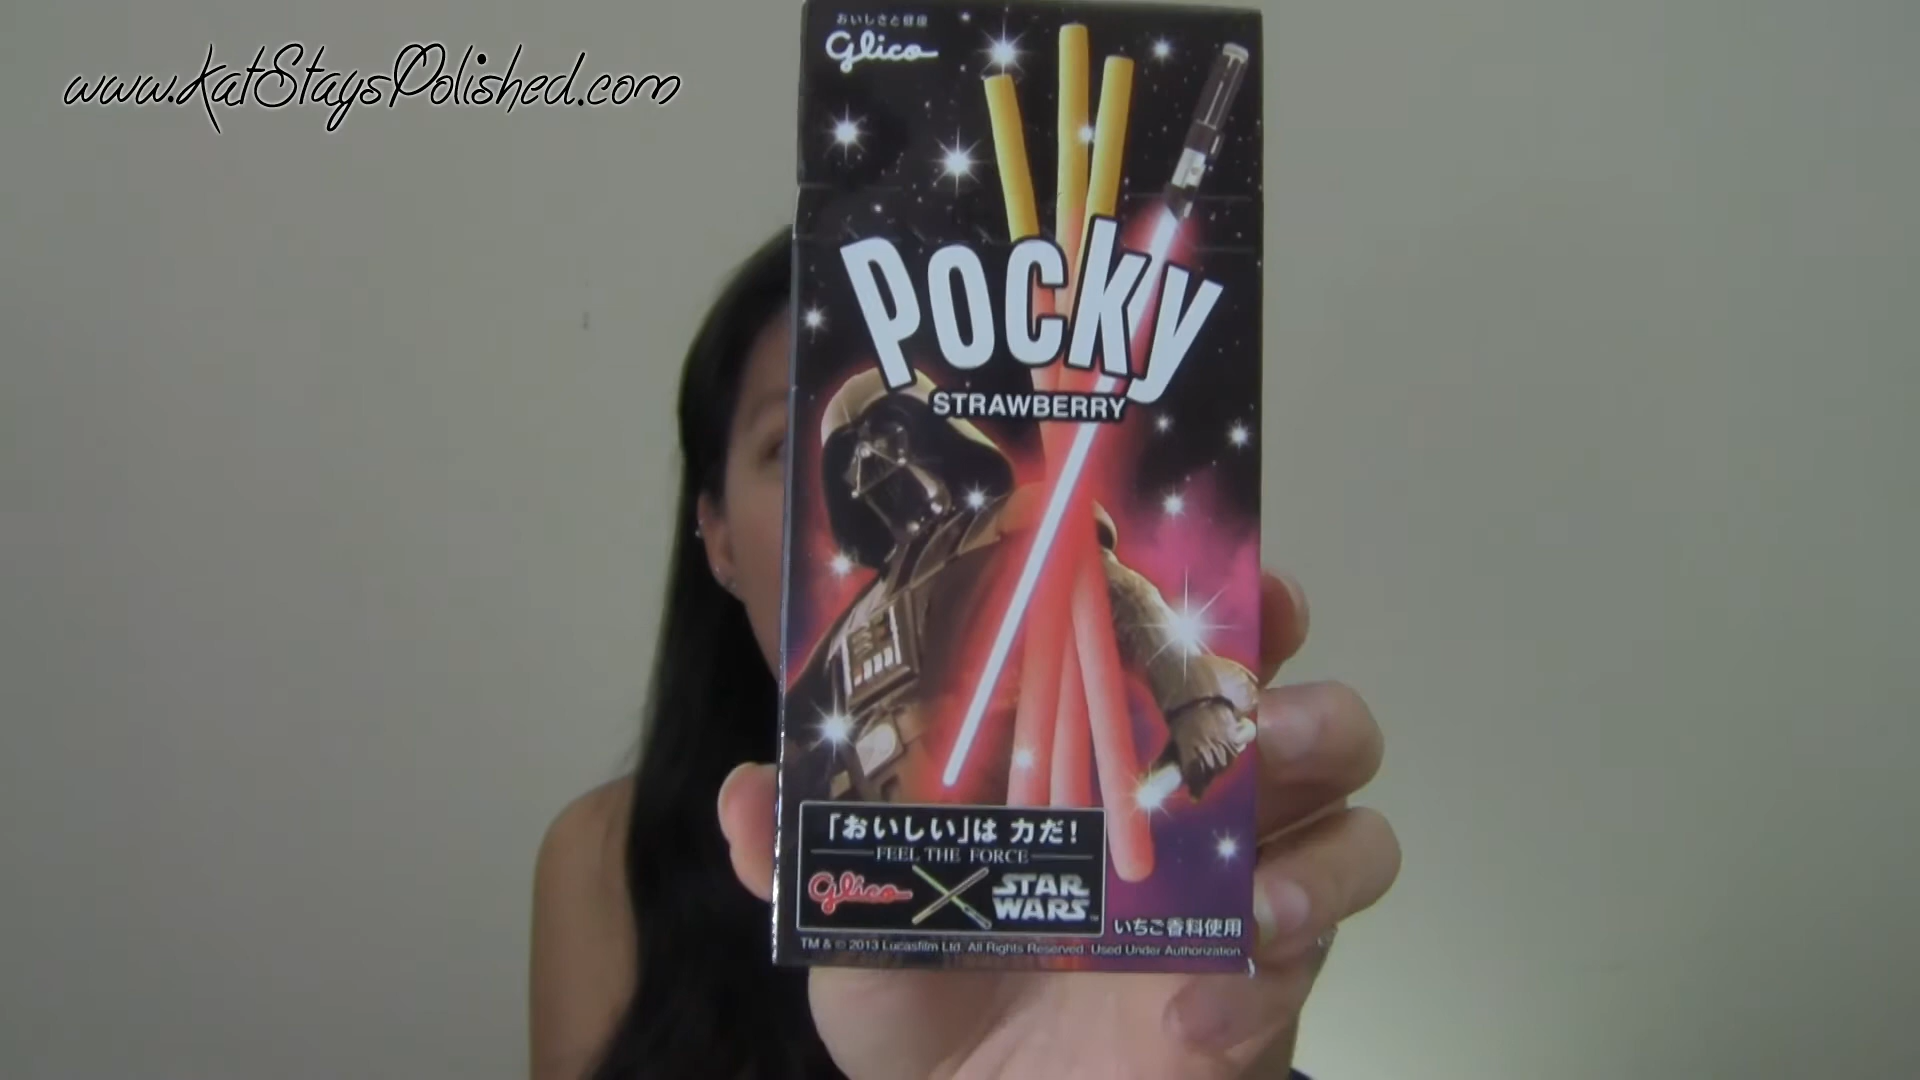 www.KatStaysPolished.com
おいしさと健康
Glico
Pocky
STRAWBERRY
「おいしい」は 力だ!
FEEL THE FORCE
Glico
STAR WARS™
いちご香料使用
TM & © 2013 Lucasfilm Ltd. All Rights Reserved. Used Under Authorization.